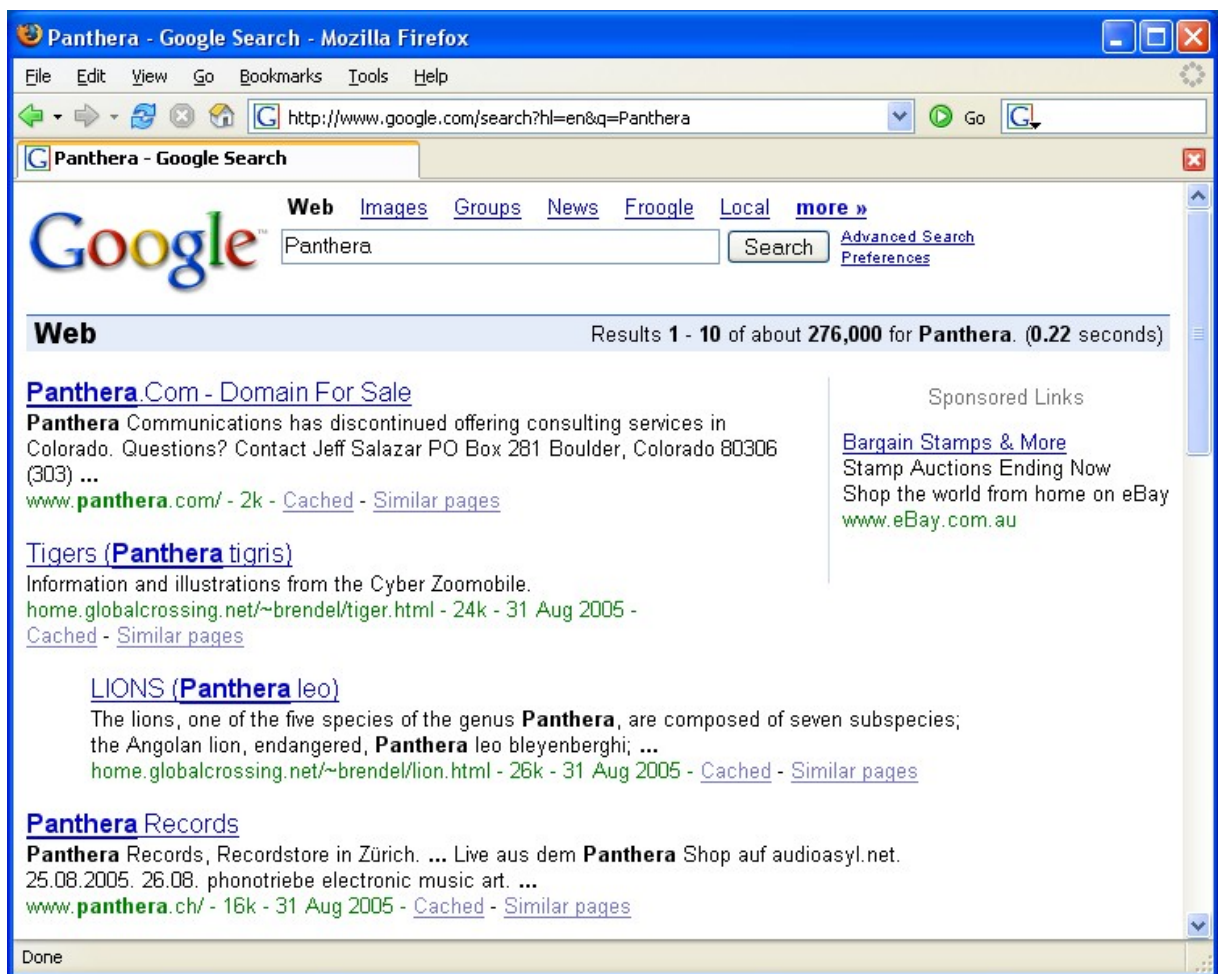 Panthera - Google Search - Mozilla Firefox
File Edit View Go Bookmarks Tools Help
http://www.google.com/search?hl=en&q=Panthera Go
Panthera - Google Search
Google™
Web Images Groups News Froogle Local more »
Panthera Search Advanced Search
Preferences
Web Results 1 - 10 of about 276,000 for Panthera. (0.22 seconds)
Panthera.Com - Domain For Sale
Panthera Communications has discontinued offering consulting services in
Colorado. Questions? Contact Jeff Salazar PO Box 281 Boulder, Colorado 80306
(303) ...
www.panthera.com/ - 2k - Cached - Similar pages
Tigers (Panthera tigris)
Information and illustrations from the Cyber Zoomobile.
home.globalcrossing.net/~brendel/tiger.html - 24k - 31 Aug 2005 -
Cached - Similar pages
LIONS (Panthera leo)
The lions, one of the five species of the genus Panthera, are composed of seven subspecies;
the Angolan lion, endangered, Panthera leo bleyenberghi; ...
home.globalcrossing.net/~brendel/lion.html - 26k - 31 Aug 2005 - Cached - Similar pages
Panthera Records
Panthera Records, Recordstore in Zürich. ... Live aus dem Panthera Shop auf audioasyl.net.
25.08.2005. 26.08. phonotriebe electronic music art. ...
www.panthera.ch/ - 16k - 31 Aug 2005 - Cached - Similar pages
Sponsored Links
Bargain Stamps & More
Stamp Auctions Ending Now
Shop the world from home on eBay
www.eBay.com.au
Done